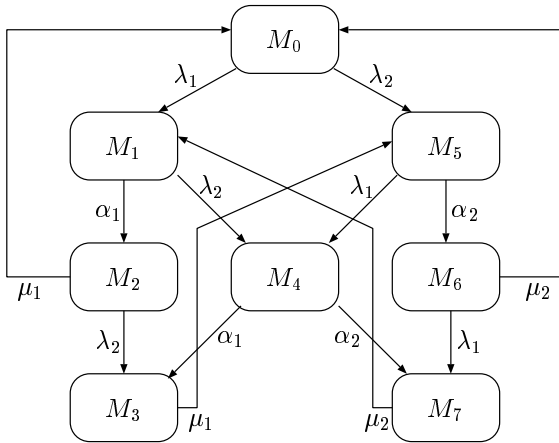 M₀
λ₁ λ₂
M₁ M₅
λ₂ λ₁
α₁ α₂
M₂ M₄ M₆
μ₁ μ₂
λ₂ α₁ α₂ λ₁
M₃ μ₁ μ₂ M₇